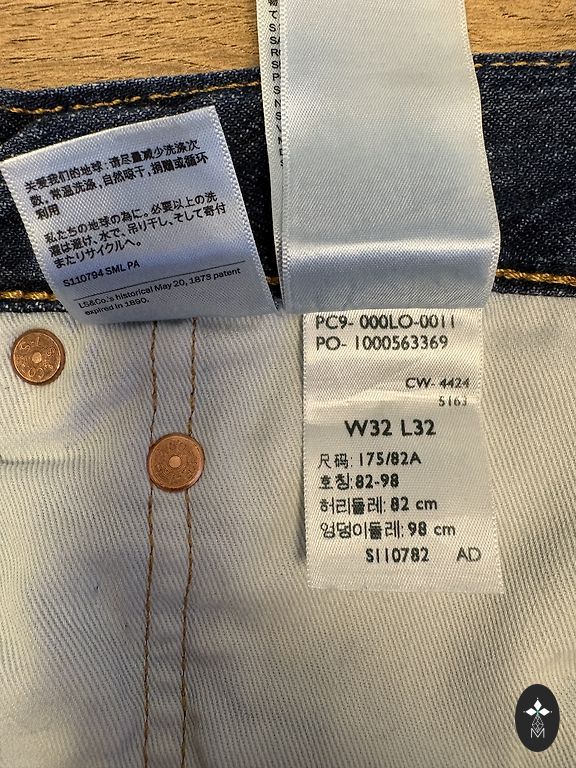 关爱我们的地球：请尽量减少洗涤次
数，常温洗涤，自然晾干，捐赠或循环
利用
私たちの地球の為に。必要以上の洗
濯は避け、水で、吊り干し、そして寄付
またリサイクルへ。
S110794 SML PA
LS&Co.'s historical May 20, 1873 patent
expired in 1890.
PC9- 000LO-0011
PO- 1000563369
CW- 4424
5163
W32 L32
尺码: 175/82A
호칭: 82-98
허리둘레: 82 cm
엉덩이둘레: 98 cm
S110782 AD